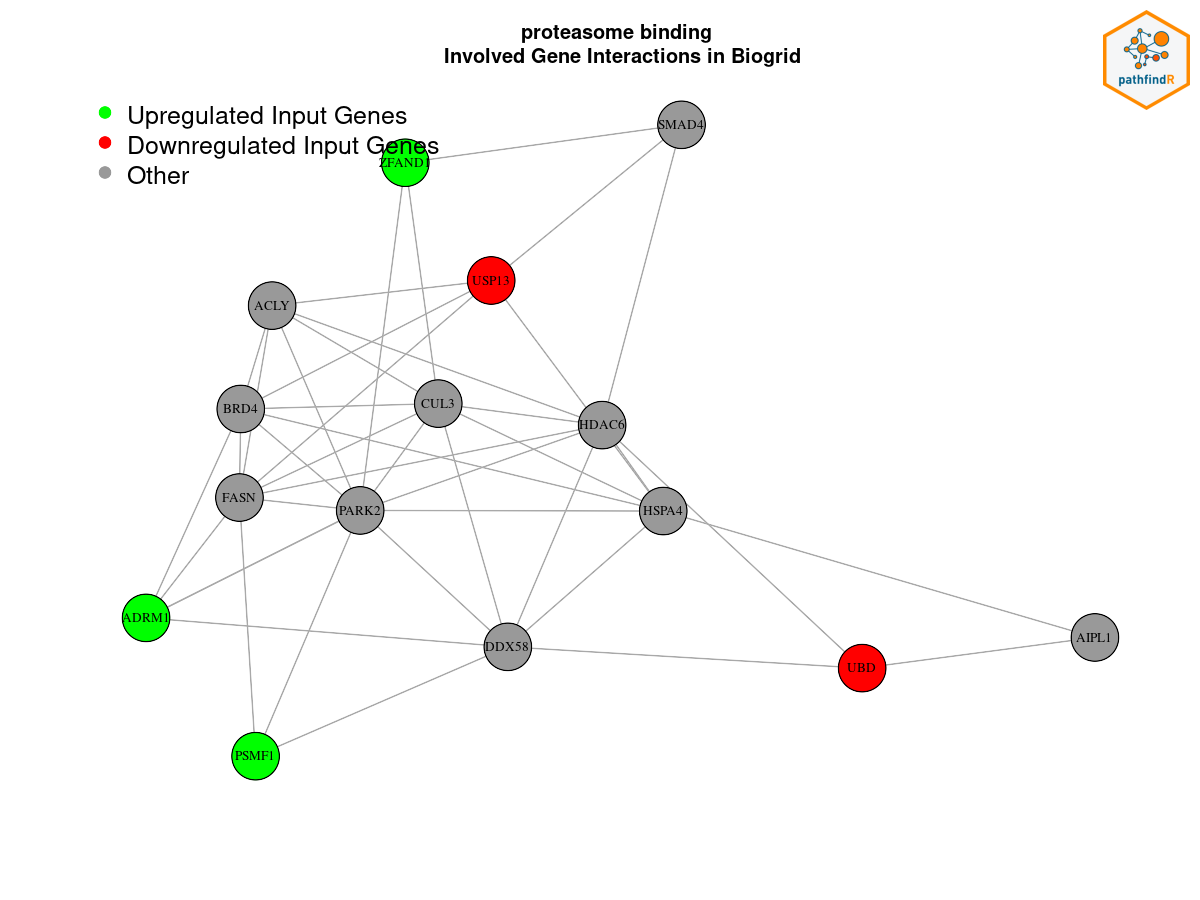 proteasome binding
Involved Gene Interactions in Biogrid
pathfindR
Upregulated Input Genes
Downregulated Input Genes
Other
SMAD4
ZFAND1
USP13
ACLY
CUL3
BRD4
HDAC6
FASN
PARK2
HSPA4
ADRM1
AIPL1
DDX58
UBD
PSMF1